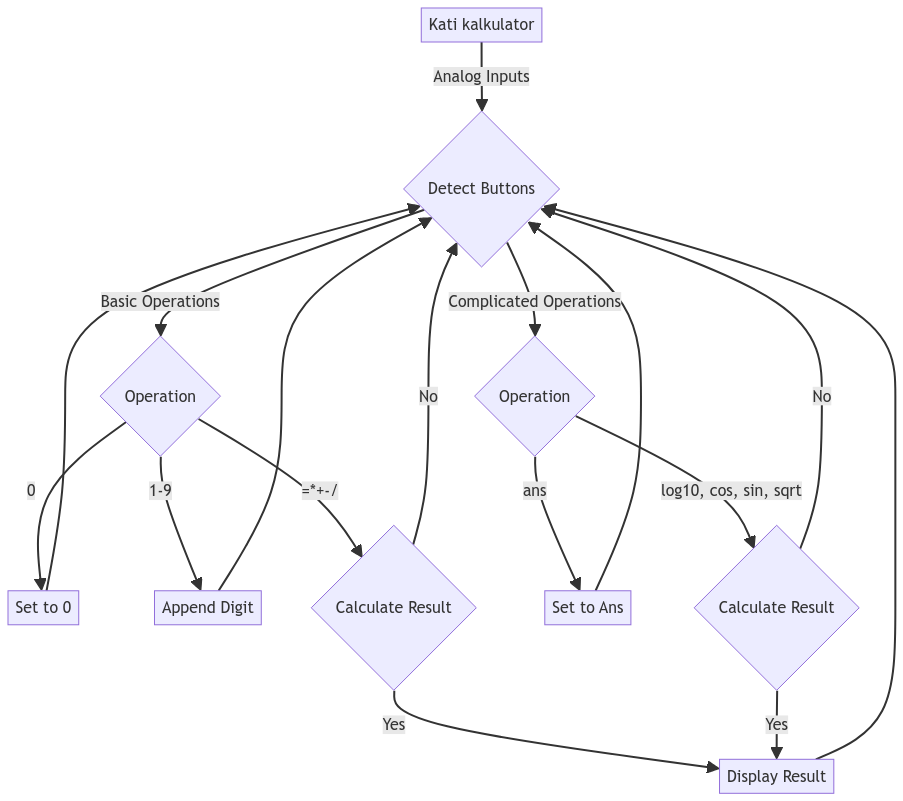 Kati kalkulator
Analog Inputs
Detect Buttons
Basic Operations
Complicated Operations
Operation
No
Operation
No
0
1-9
=*+-/
ans
log10, cos, sin, sqrt
Set to 0
Append Digit
Calculate Result
Set to Ans
Calculate Result
Yes
Yes
Display Result